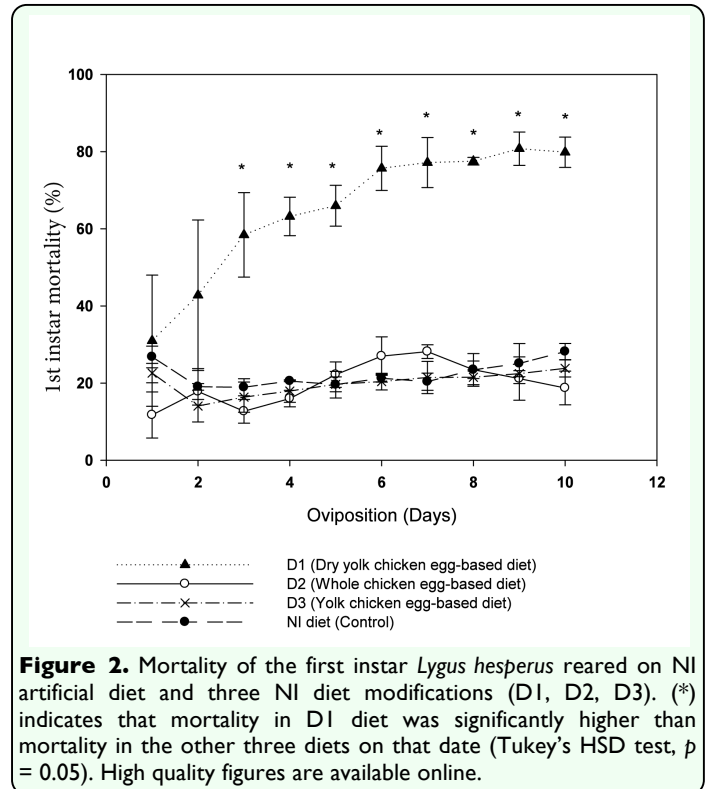 100
*
*
*
*
*
*
*
*
80
60
40
20
0
1st instar mortality (%)
0 2 4 6 8 10 12
Oviposition (Days)
D1 (Dry yolk chicken egg-based diet)
D2 (Whole chicken egg-based diet)
D3 (Yolk chicken egg-based diet)
NI diet (Control)
Figure 2. Mortality of the first instar Lygus hesperus reared on NI
artificial diet and three NI diet modifications (D1, D2, D3). (*)
indicates that mortality in D1 diet was significantly higher than
mortality in the other three diets on that date (Tukey's HSD test, p
= 0.05). High quality figures are available online.